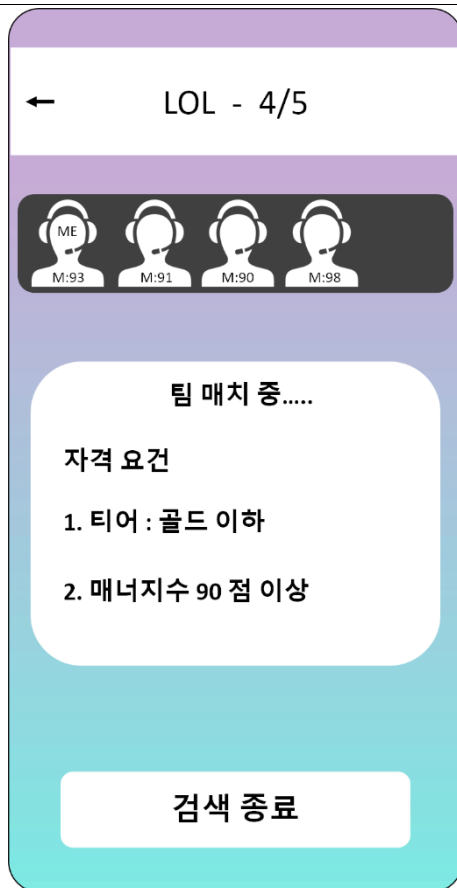 LOL - 4/5
ME
M:93 M:91 M:90 M:98
팀 매치 중.....
자격 요건
1. 티어 : 골드 이하
2. 매너지수 90 점 이상
검색 종료